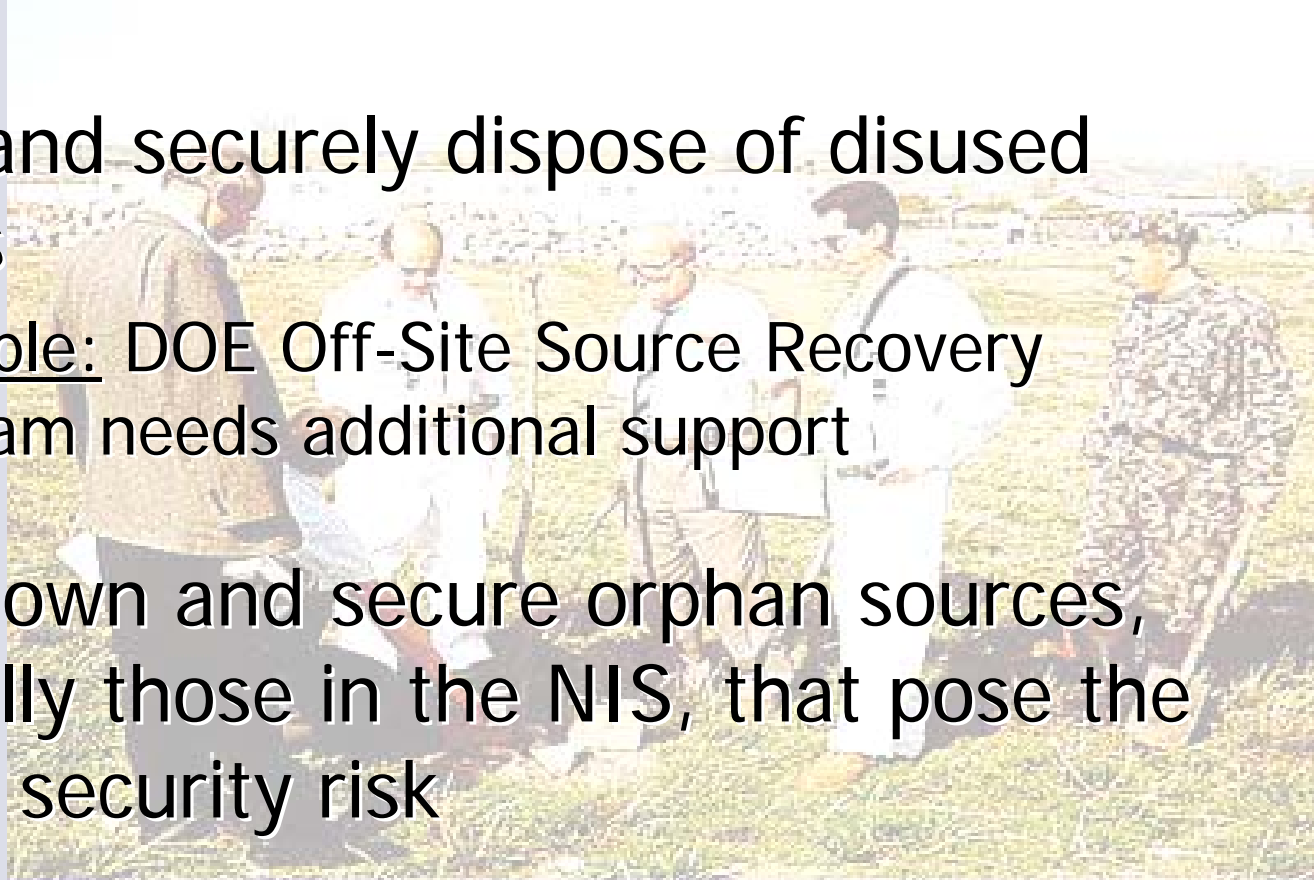 and securely dispose of disused
s
ple: DOE Off-Site Source Recovery
am needs additional support
own and secure orphan sources,
lly those in the NIS, that pose the
security risk